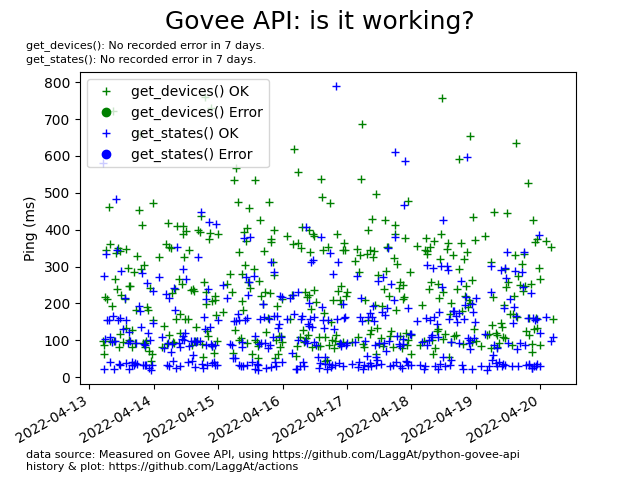 Govee API: is it working?
get_devices(): No recorded error in 7 days.
get_states(): No recorded error in 7 days.
800
700
600
500
400
300
200
100
0
Ping (ms)
get_devices() OK
get_devices() Error
get_states() OK
get_states() Error
2022-04-13
2022-04-14
2022-04-15
2022-04-16
2022-04-17
2022-04-18
2022-04-19
2022-04-20
data source: Measured on Govee API, using https://github.com/LaggAt/python-govee-api
history & plot: https://github.com/LaggAt/actions